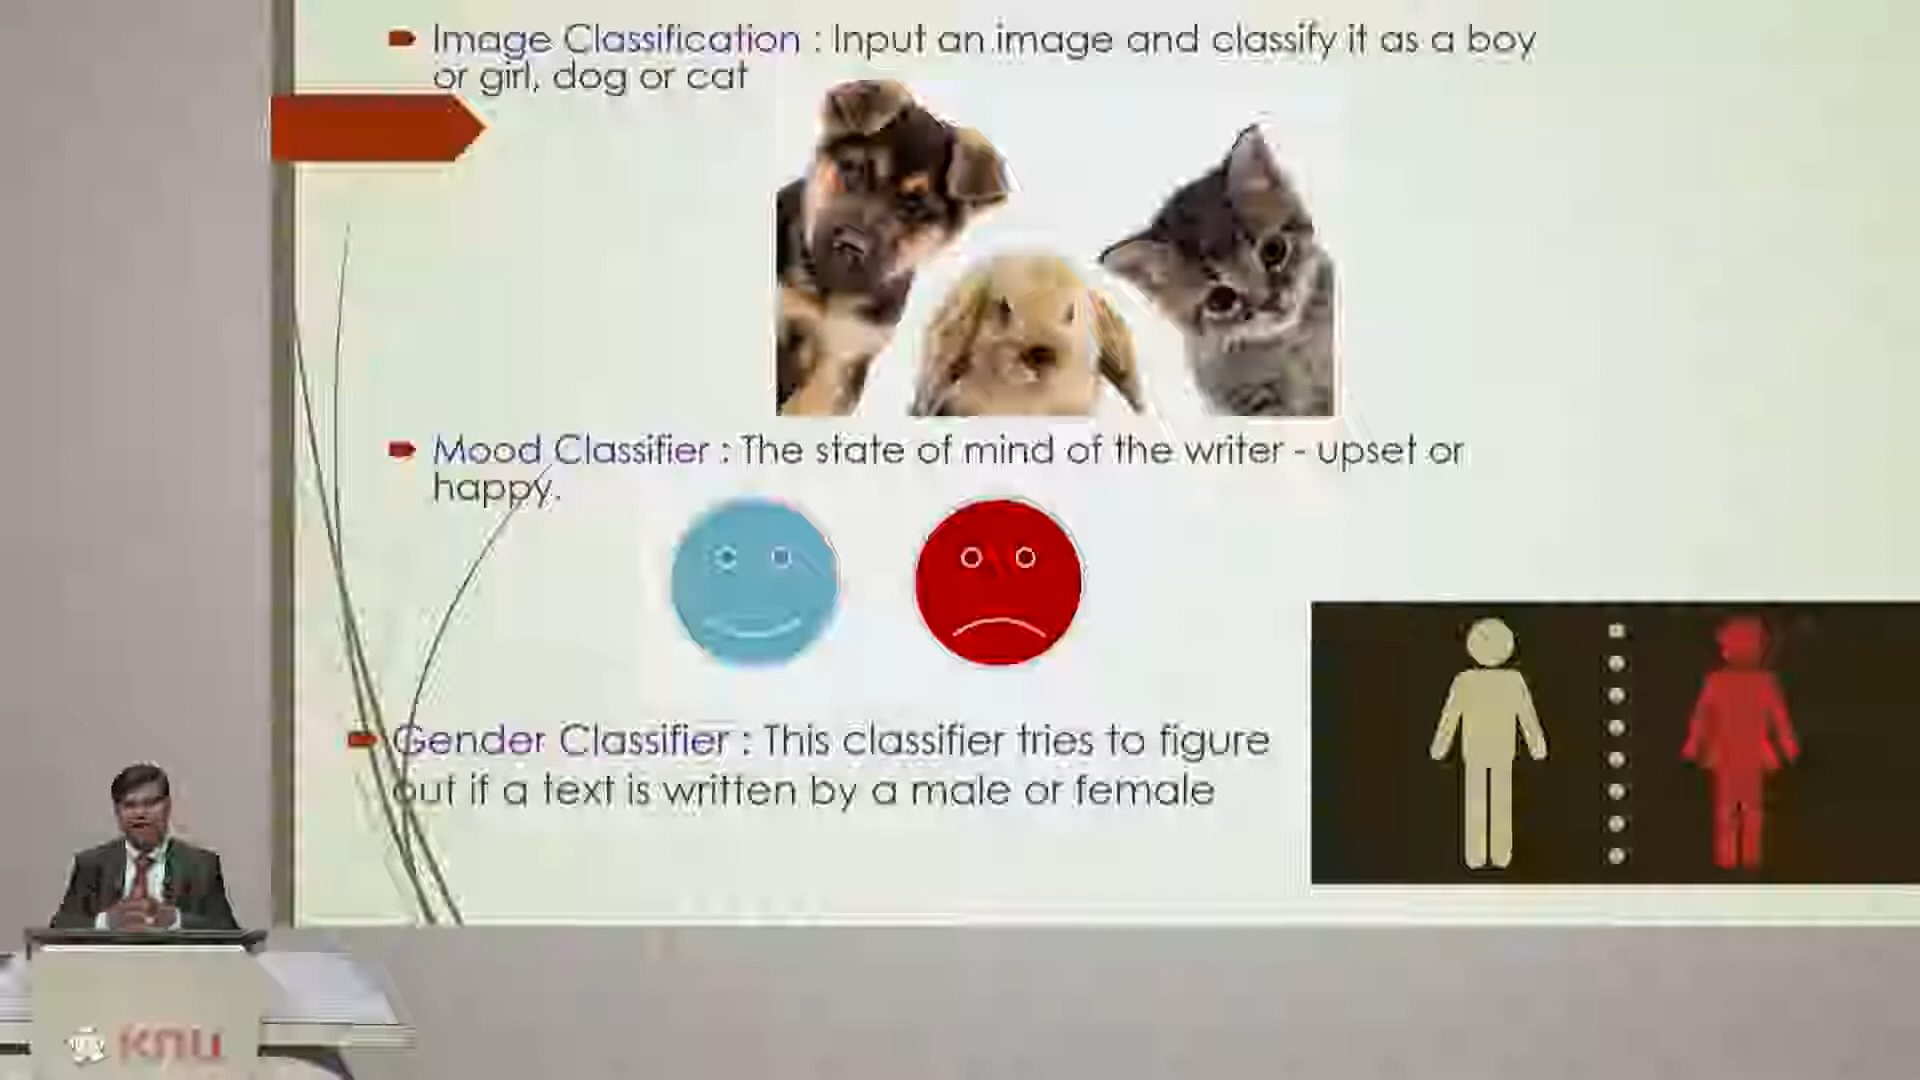 Image Classification : Input an image and classify it as a boy
or girl, dog or cat
Mood Classifier : The state of mind of the writer - upset or
happy.
Gender Classifier : This classifier tries to figure
out if a text is written by a male or female
KNU